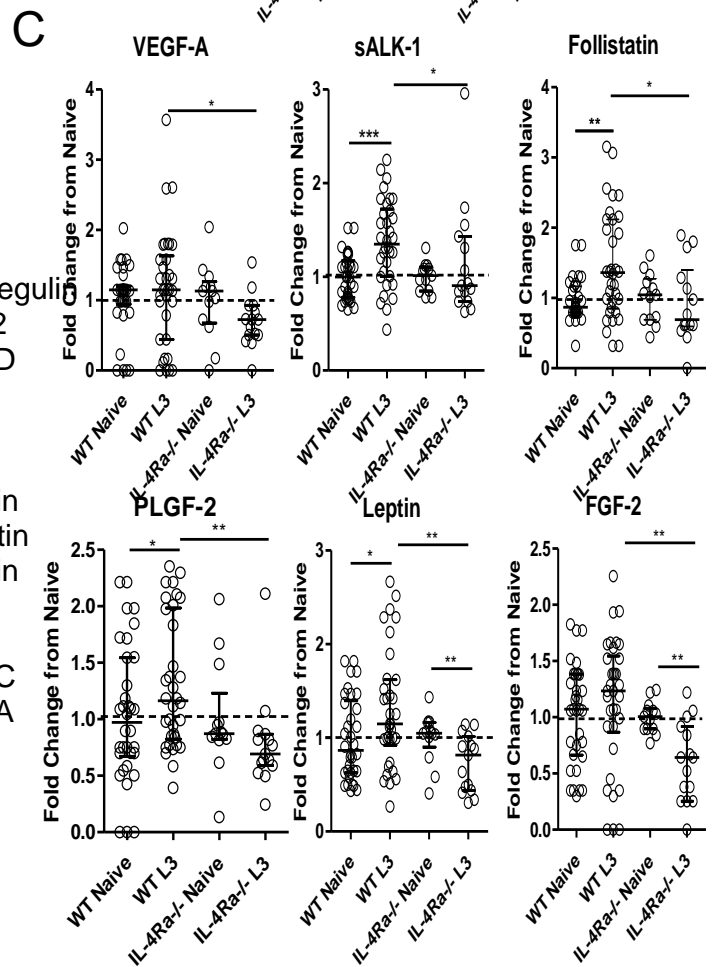 C
VEGF-A
sALK-1
Follistatin
Fold Change from Naive
4
3
2
1
0
*
WT Naive
WT L3
IL-4Ra-/- Naive
IL-4Ra-/- L3
Fold Change from Naive
3
2
1
0
***
*
WT Naive
WT L3
IL-4Ra-/- Naive
IL-4Ra-/- L3
Fold Change from Naive
4
3
2
1
0
**
*
WT Naive
WT L3
IL-4Ra-/- Naive
IL-4Ra-/- L3
egulin
2
D
in
tin
in
C
A
PLGF-2
Leptin
FGF-2
Fold Change from Naive
2.5
2.0
1.5
1.0
0.5
0.0
*
**
WT Naive
WT L3
IL-4Ra-/- Naive
IL-4Ra-/- L3
Fold Change from Naive
3
2
1
0
*
**
**
WT Naive
WT L3
IL-4Ra-/- Naive
IL-4Ra-/- L3
Fold Change from Naive
2.5
2.0
1.5
1.0
0.5
0.0
**
**
WT Naive
WT L3
IL-4Ra-/- Naive
IL-4Ra-/- L3